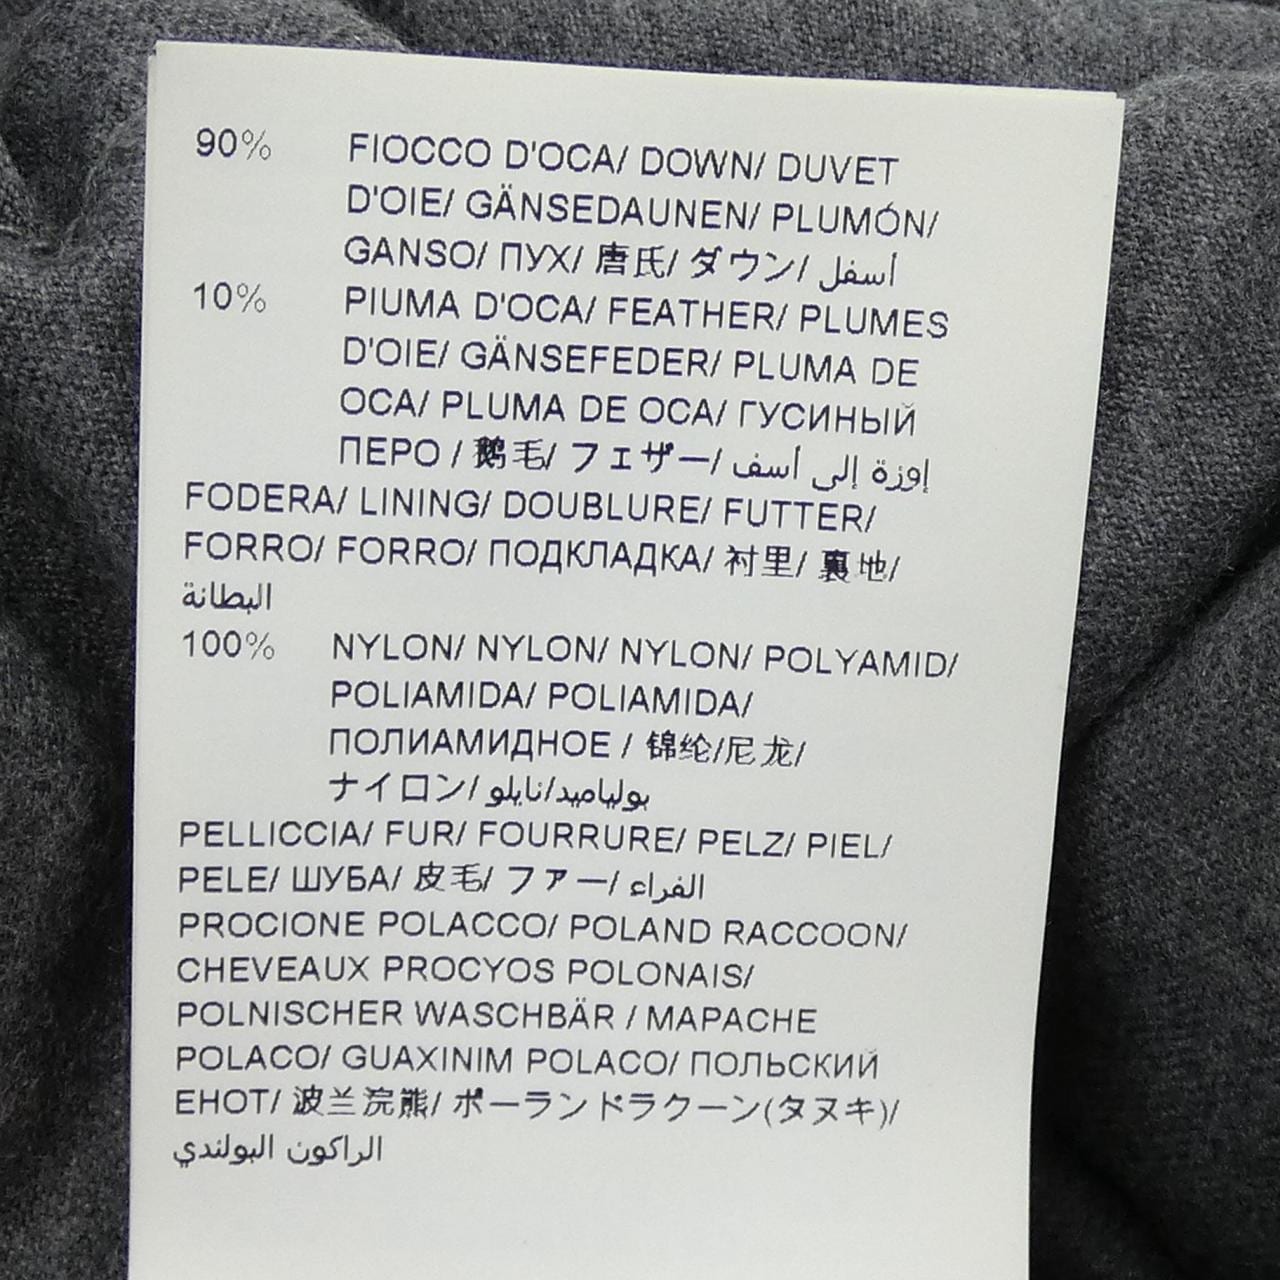 90% FIOCCO D'OCA/ DOWN/ DUVET
D'OIE/ GÄNSEDAUNEN/ PLUMÓN/
GANSO/ ПУХ/ 唐氏/ ダウン/ أسفل
10% PIUMA D'OCA/ FEATHER/ PLUMES
D'OIE/ GÄNSEFEDER/ PLUMA DE
OCA/ PLUMA DE OCA/ ГУСИНЫЙ
ПЕРО / 鹅毛/ フェザー/ إوزة إلى أسف
FODERA/ LINING/ DOUBLURE/ FUTTER/
FORRO/ FORRO/ ПОДКЛАДКА/ 衬里/ 裏地/
البطانة
100% NYLON/ NYLON/ NYLON/ POLYAMID/
POLIAMIDA/ POLIAMIDA/
ПОЛИАМИДНОЕ / 锦纶/尼龙/
ナイロン/ بولياميد/نايلو
PELLICCIA/ FUR/ FOURRURE/ PELZ/ PIEL/
PELE/ ШУБА/ 皮毛/ ファー/ الفراء
PROCIONE POLACCO/ POLAND RACCOON/
CHEVEAUX PROCYOS POLONAIS/
POLNISCHER WASCHBÄR / MAPACHE
POLACO/ GUAXINIM POLACO/ ПОЛЬСКИЙ
ЕНОТ/ 波兰浣熊/ ポーランドラクーン(タヌキ)/
الراكون البولندي